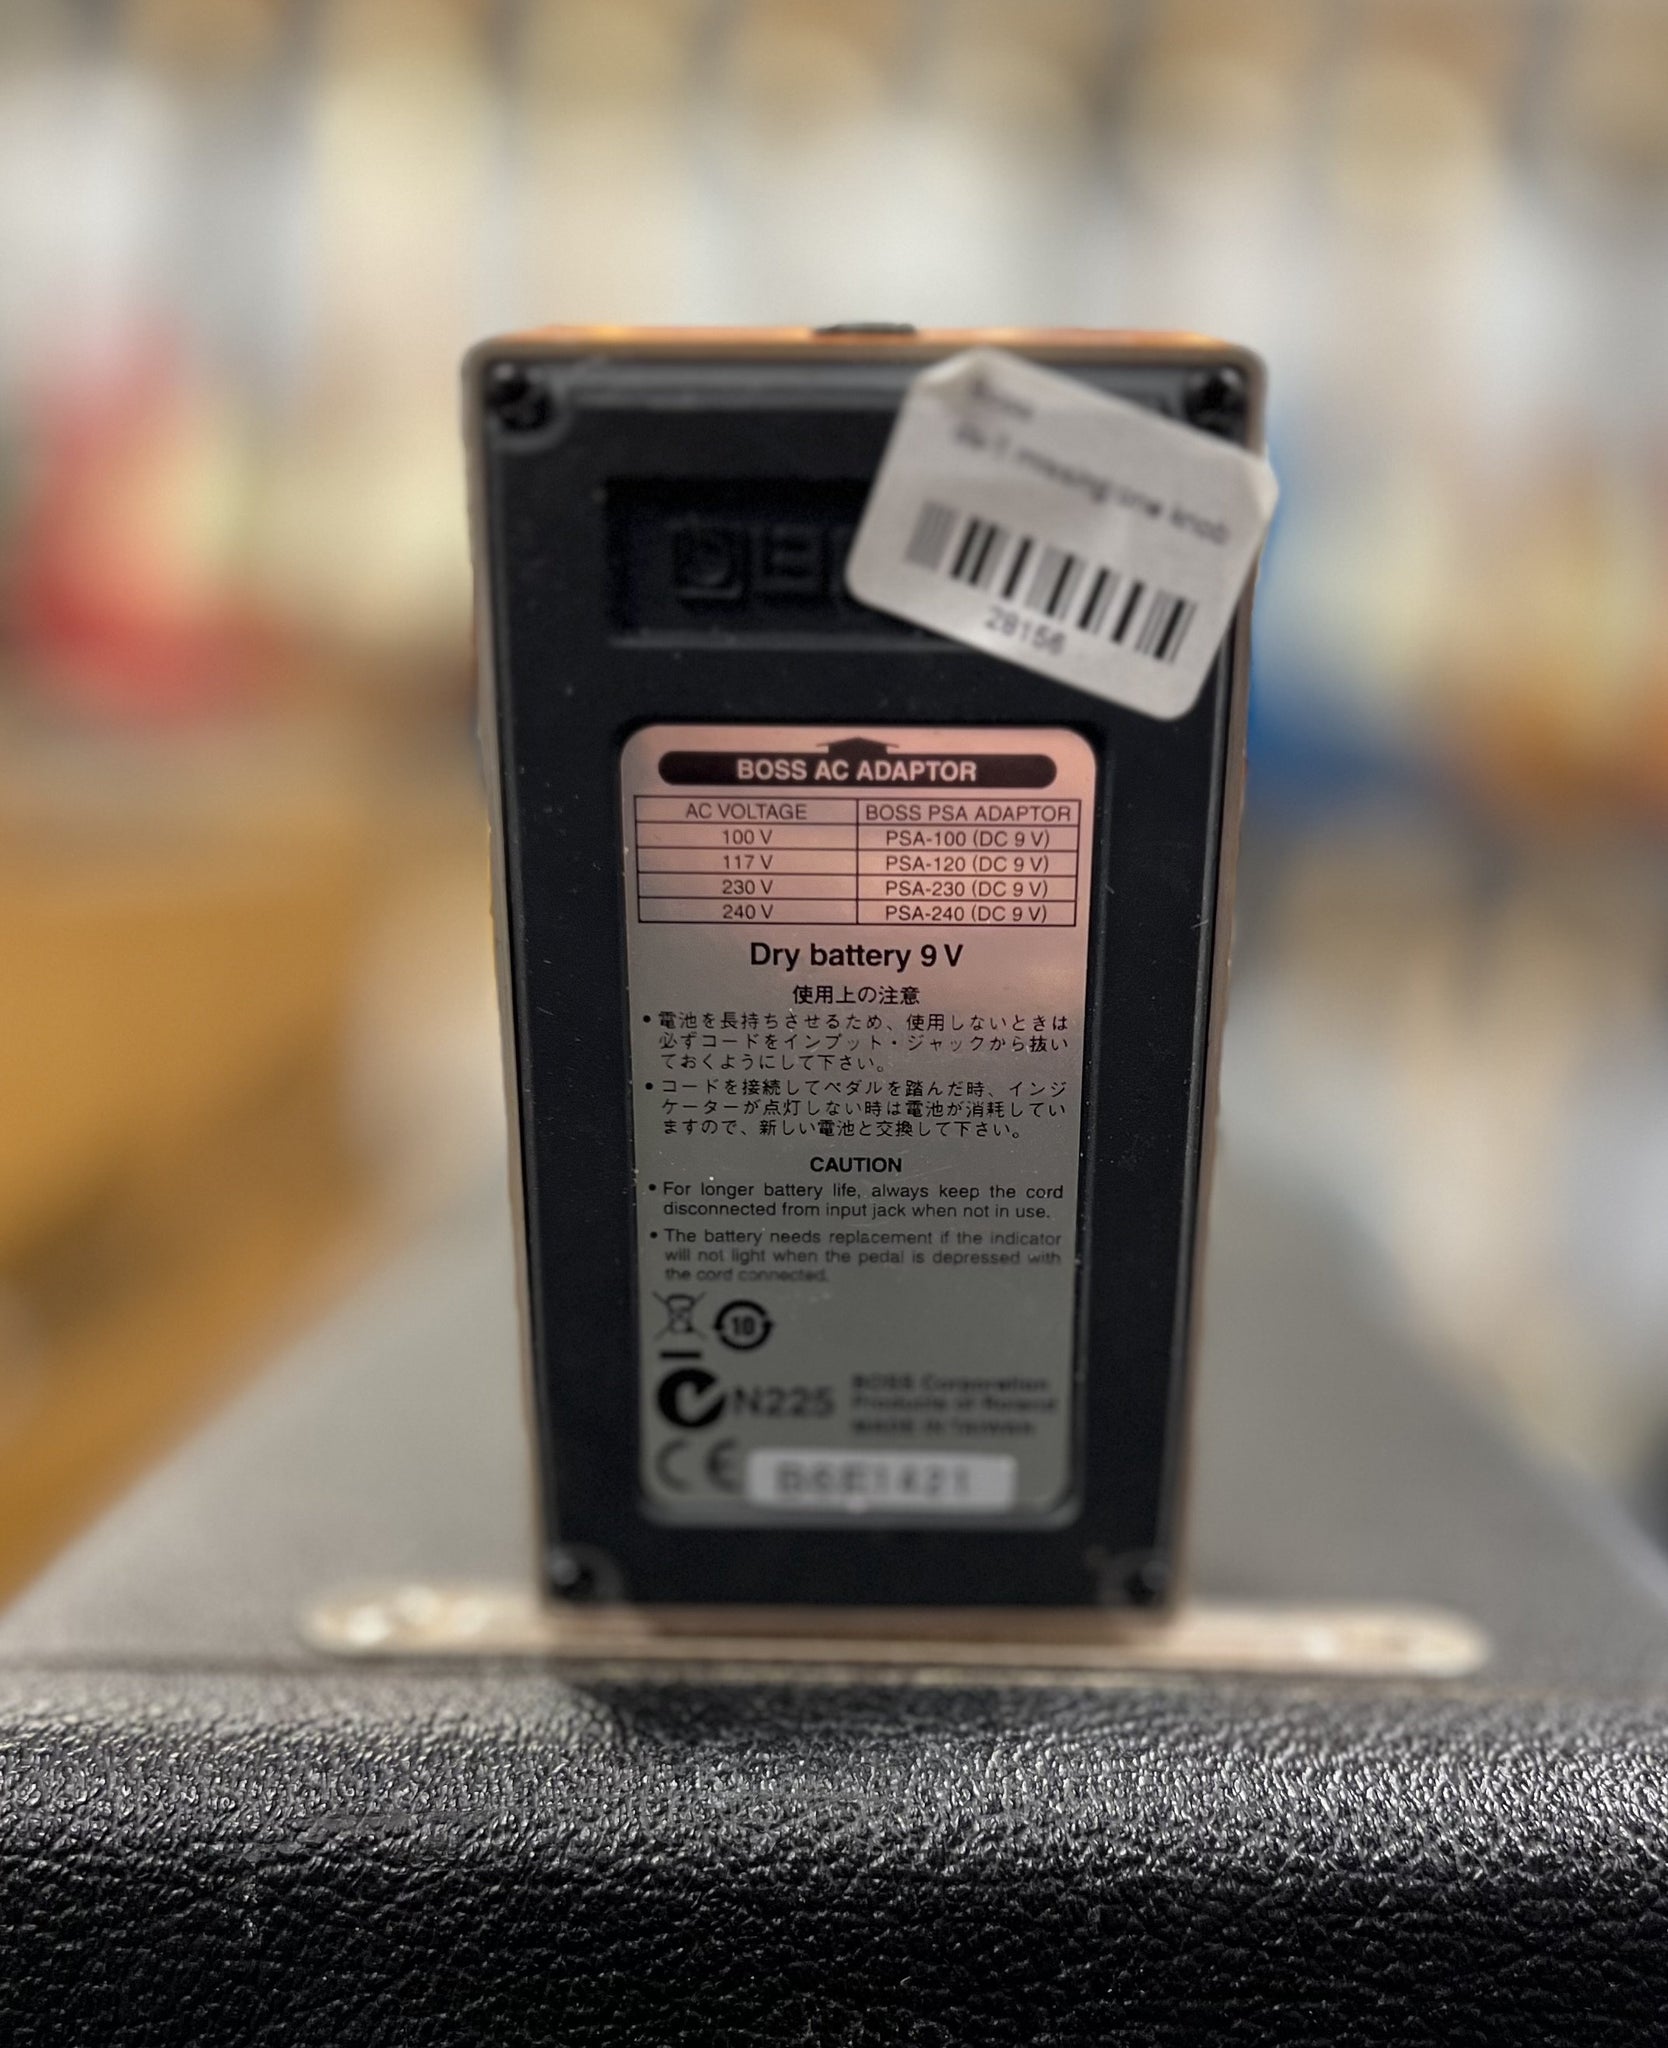 missing one knob
28156
BOSS AC ADAPTOR
AC VOLTAGE BOSS PSA ADAPTOR
100 V PSA-100 (DC 9 V)
117 V PSA-120 (DC 9 V)
230 V PSA-230 (DC 9 V)
240 V PSA-240 (DC 9 V)
Dry battery 9 V
使用上の注意
• 電池を長持ちさせるため、使用しないときは
必ずコードをインプット・ジャックから抜い
ておくようにして下さい。
• コードを接続してペダルを踏んだ時、インジ
ケーターが点灯しない時は電池が消耗してい
ますので、新しい電池と交換して下さい。
CAUTION
• For longer battery life, always keep the cord
disconnected from input jack when not in use.
• The battery needs replacement if the indicator
will not light when the pedal is depressed with
the cord connected.
10
N225
BOSS Corporation
Products of Roland
MADE IN TAIWAN
CE
B6E1421